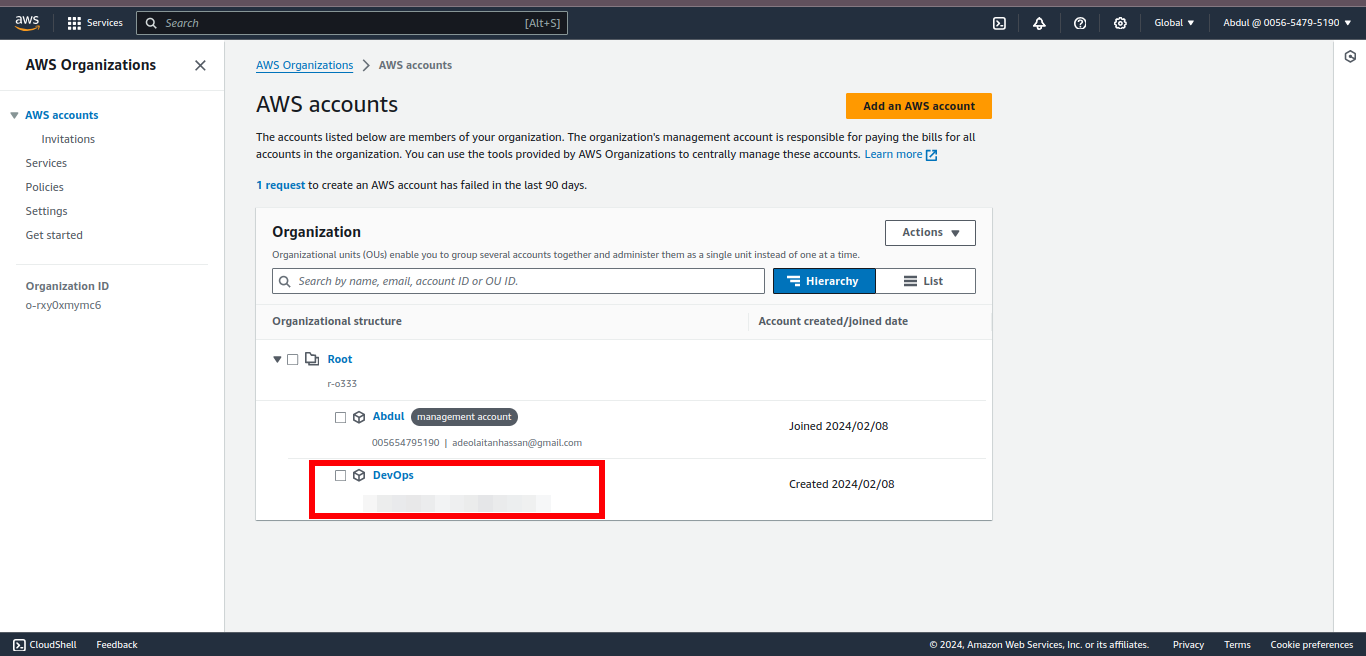 aws Services Search [Alt+S] Global Abdul @ 0056-5479-5190
AWS Organizations
AWS accounts
Invitations
Services
Policies
Settings
Get started
Organization ID
o-rxy0xmymc6
AWS Organizations AWS accounts
AWS accounts
Add an AWS account
The accounts listed below are members of your organization. The organization's management account is responsible for paying the bills for all
accounts in the organization. You can use the tools provided by AWS Organizations to centrally manage these accounts. Learn more
1 request to create an AWS account has failed in the last 90 days.
Organization
Actions
Organizational units (OUs) enable you to group several accounts together and administer them as a single unit instead of one at a time.
Search by name, email, account ID or OU ID.
Hierarchy List
Organizational structure Account created/joined date
Root
r-o333
Abdul management account
005654795190 | adeolaitanhassan@gmail.com
Joined 2024/02/08
DevOps
Created 2024/02/08
CloudShell Feedback © 2024, Amazon Web Services, Inc. or its affiliates. Privacy Terms Cookie preferences